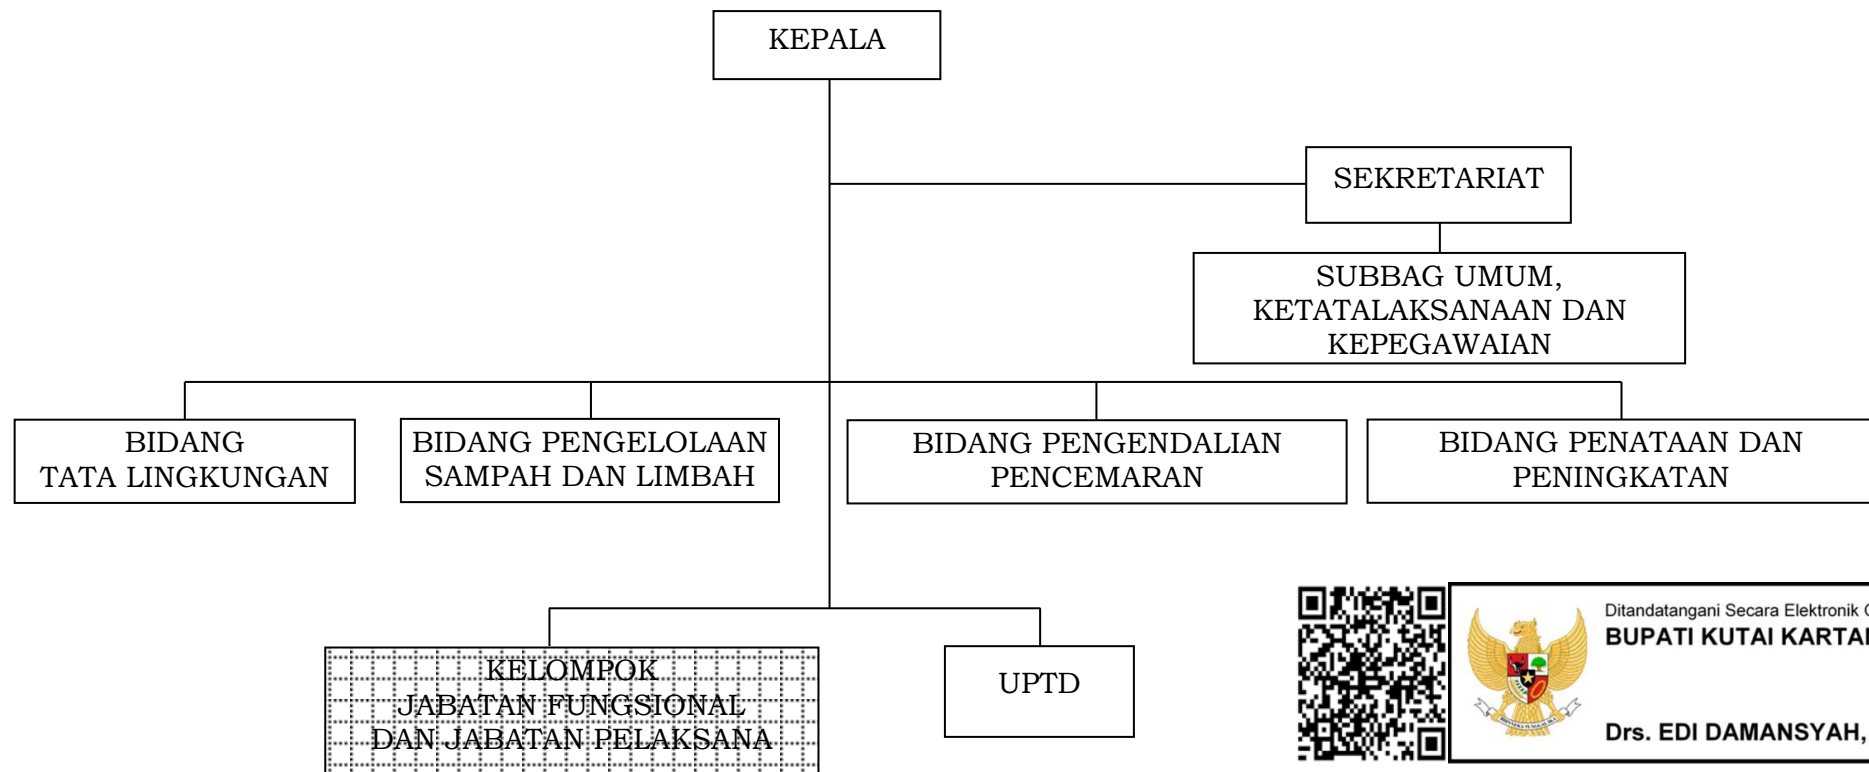 KEPALA
SEKRETARIAT
SUBBAG UMUM,
KETATALAKSANAAN DAN
KEPEGAWAIAN
BIDANG
TATA LINGKUNGAN
BIDANG PENGELOLAAN
SAMPAH DAN LIMBAH
BIDANG PENGENDALIAN
PENCEMARAN
BIDANG PENATAAN DAN
PENINGKATAN
KELOMPOK
JABATAN FUNGSIONAL
DAN JABATAN PELAKSANA
UPTD
Ditandatangani Secara Elektronik
BUPATI KUTAI
Drs. EDI DAMANSYAH,